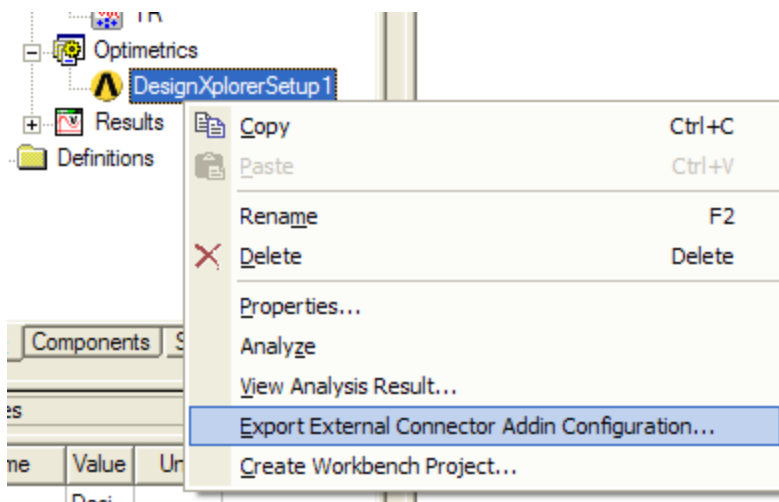 Optimetrics
DesignXplorerSetup1
Results
Definitions
Copy Ctrl+C
Paste Ctrl+V
Rename F2
Delete Delete
Properties...
Analyze
View Analysis Result...
Export External Connector Addin Configuration...
Create Workbench Project...
Components
Value